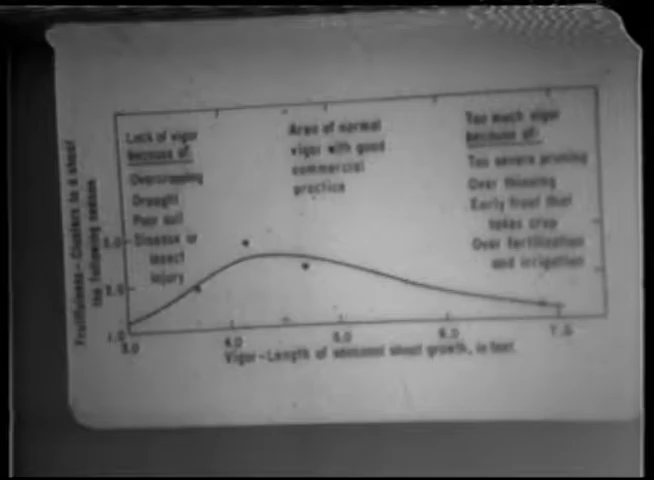 Lack of vigor
because of:
Overcropping
Drought
Poor soil
Disease or
insect
injury
Area of normal
vigor with good
commercial
practice
Too much vigor
because of:
Too severe pruning
Over thinning
Early frost that
takes crop
Over fertilization
and irrigation
Fruitfulness-Clusters to a shoot
the following season
3.0
2.0
1.0
3.0
4.0
5.0
6.0
7.0
Vigor-Length of seasonal shoot growth, in feet